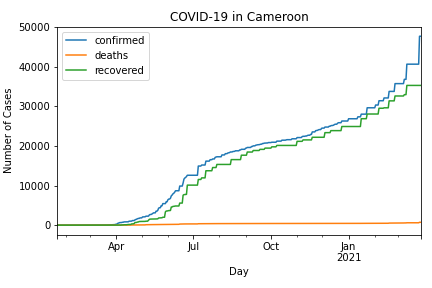 COVID-19 in Cameroon
confirmed
deaths
recovered
Number of Cases
50000
40000
30000
20000
10000
0
Apr
Jul
Oct
Jan
2021
Day